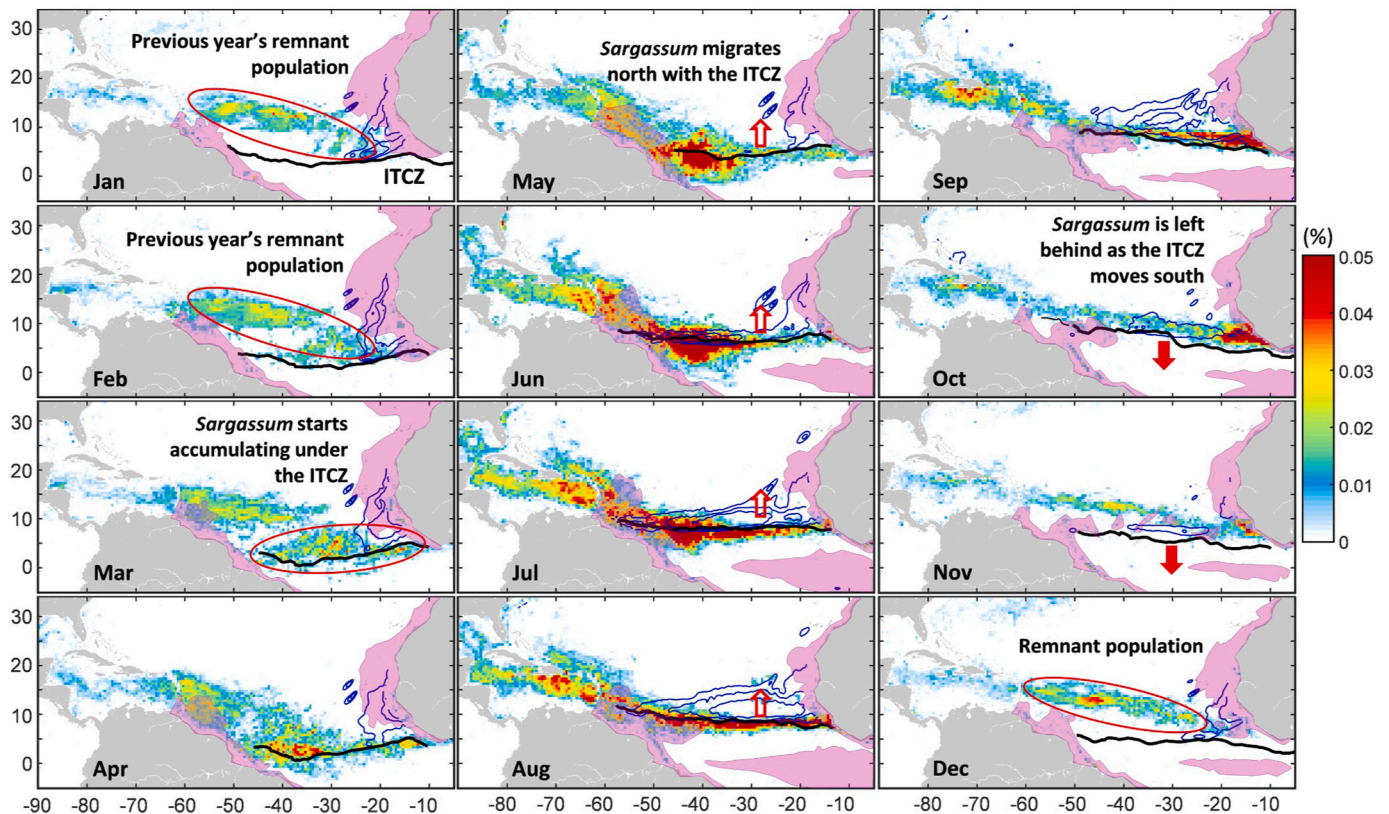 30
20
10
0
Previous year's remnant
population
ITCZ
Jan
Sargassum migrates
north with the ITCZ
May
Sep
30
20
10
0
Previous year's remnant
population
Feb
Jun
Sargassum is left
behind as the ITCZ
moves south
Oct
(%)
0.05
0.04
0.03
0.02
0.01
0
30
20
10
0
Sargassum starts
accumulating under
the ITCZ
Mar
Jul
Nov
30
20
10
0
Apr
Aug
Remnant population
Dec
-90 -80 -70 -60 -50 -40 -30 -20 -10
-80 -70 -60 -50 -40 -30 -20 -10
-80 -70 -60 -50 -40 -30 -20 -10